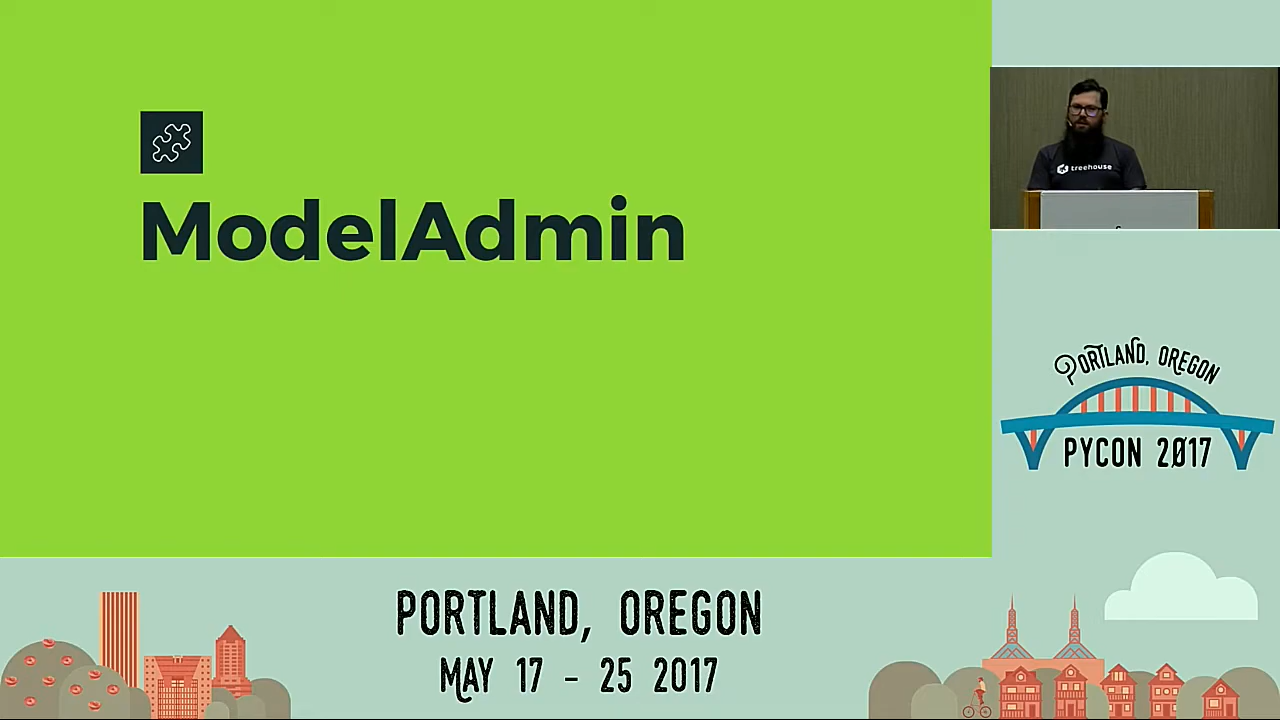 ModelAdmin
treehouse
PORTLAND, OREGON
PYCON 2017
PORTLAND, OREGON
MAY 17 - 25 2017